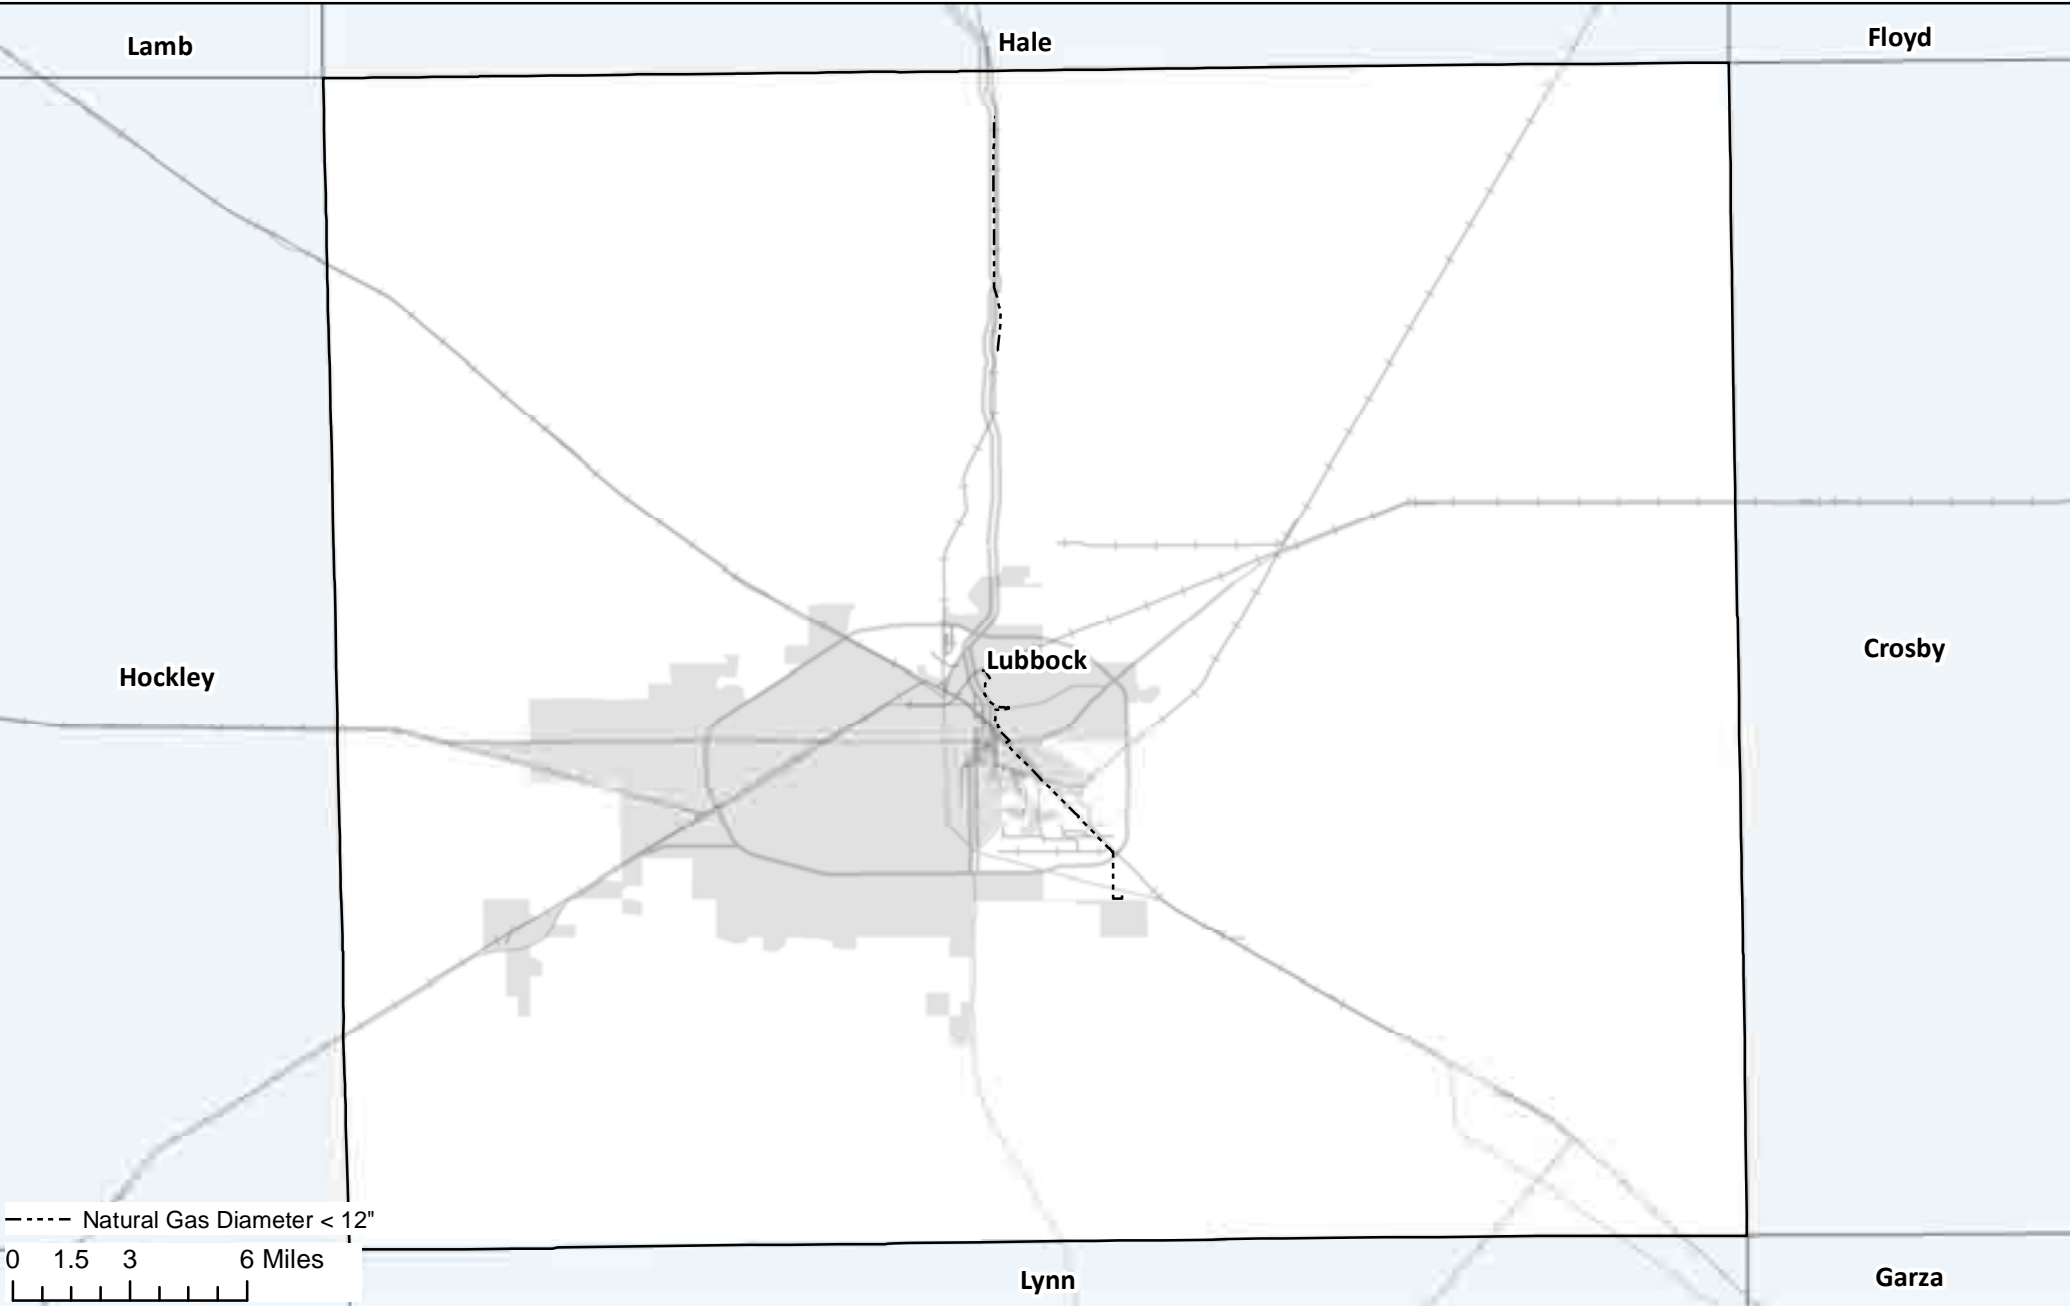 Lamb
Hale
Floyd
Lubbock
Hockley
Crosby
Natural Gas Diameter < 12"
0 1.5 3 6 Miles
Lynn
Garza